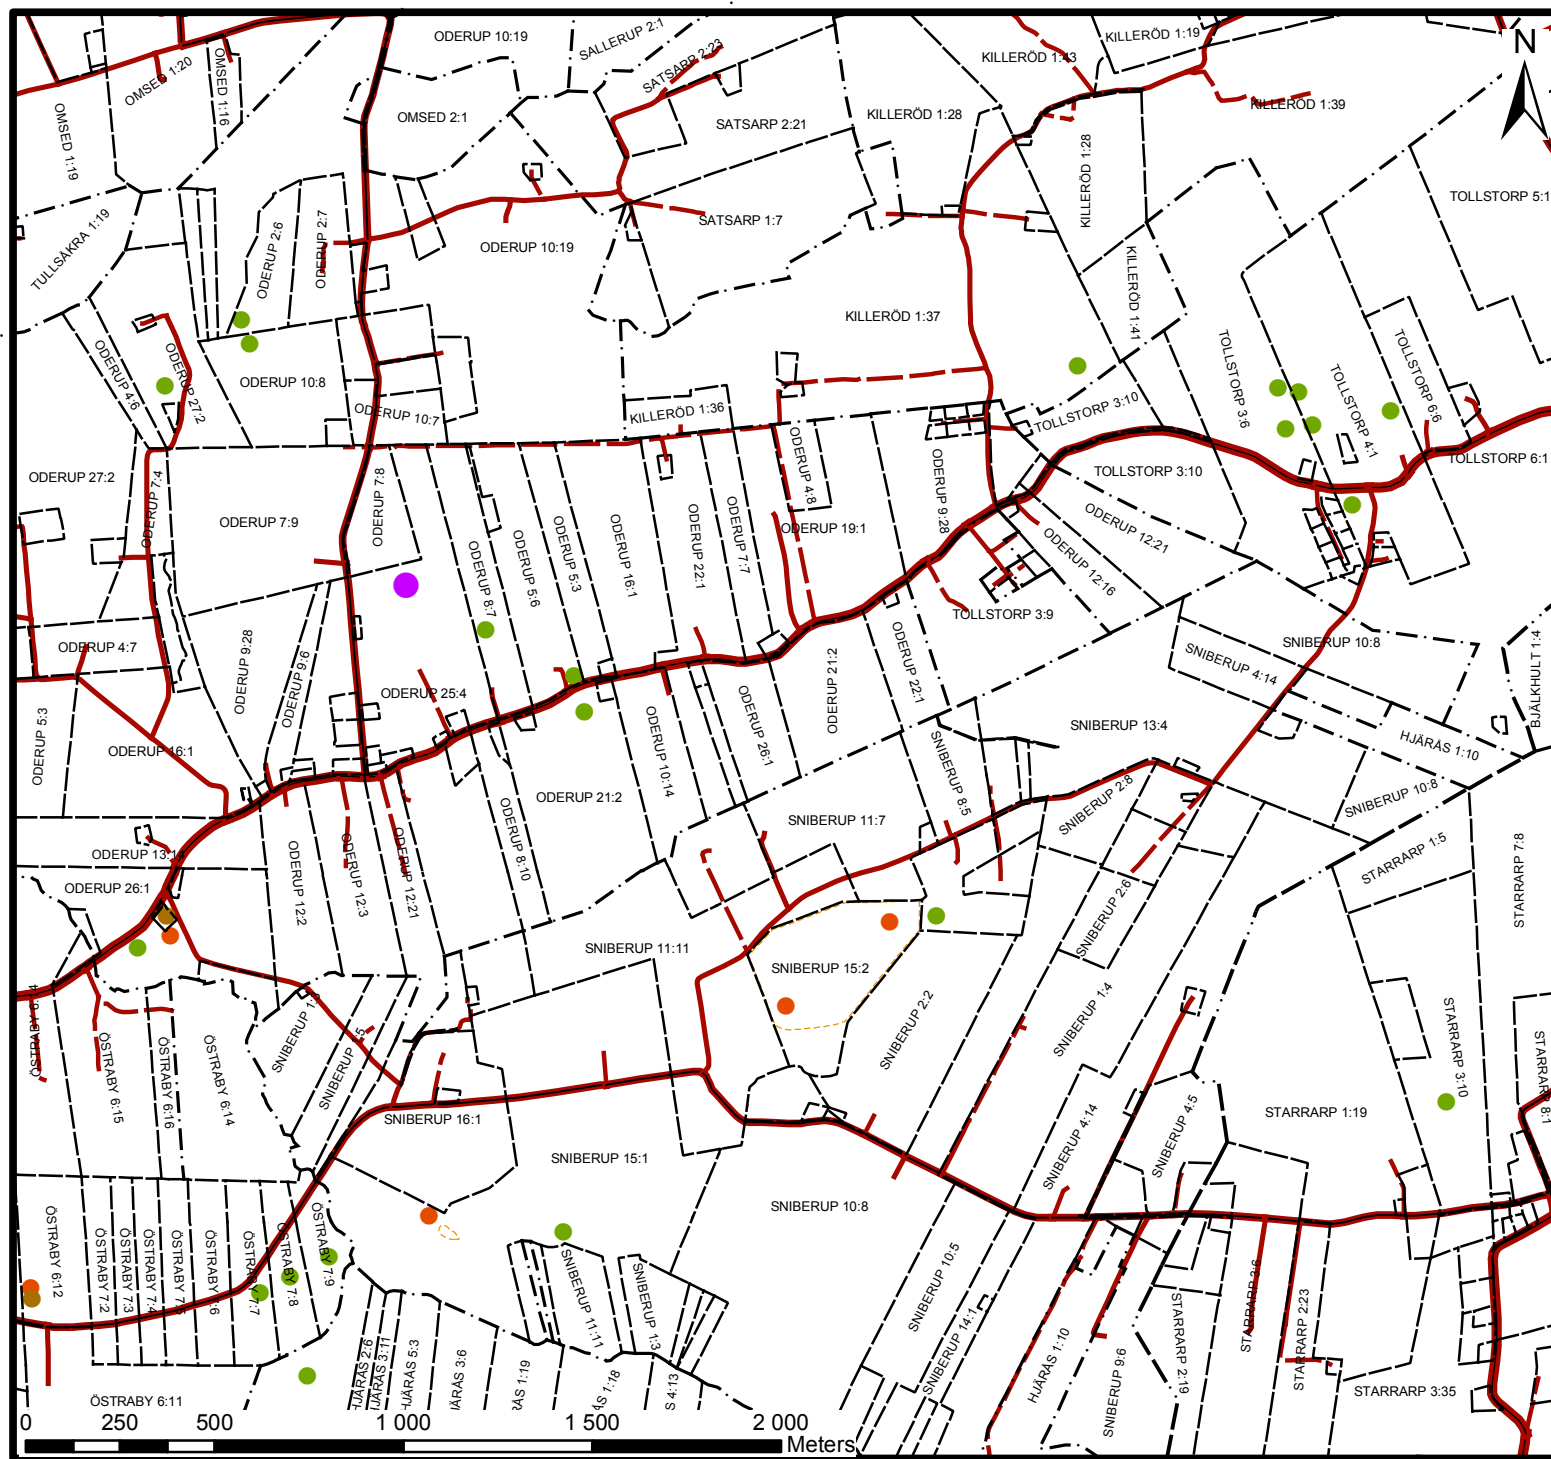 ODERUP 10:19
SALLERUP 2:1
SATSARP 2:23
KILLERÖD 1:43
KILLERÖD 1:19
N
OMSED 1:20
OMSED 1:16
OMSED 1:19
OMSED 2:1
SATSARP 2:21
KILLERÖD 1:28
KILLERÖD 1:39
KILLERÖD 1:28
TOLLSTORP 5:1
TULLSÅKRA 1:19
ODERUP 2:6
ODERUP 2:7
ODERUP 10:19
SATSARP 1:7
KILLERÖD 1:37
KILLERÖD 1:41
ODERUP 4:6
ODERUP 27:2
ODERUP 10:8
ODERUP 10:7
KILLERÖD 1:36
TOLLSTORP 3:10
TOLLSTORP 3:6
TOLLSTORP 4:1
TOLLSTORP 6:6
ODERUP 27:2
ODERUP 7:4
ODERUP 7:9
ODERUP 7:8
ODERUP 8:7
ODERUP 5:6
ODERUP 5:3
ODERUP 16:1
ODERUP 22:1
ODERUP 7:7
ODERUP 4:8
ODERUP 19:1
ODERUP 9:28
TOLLSTORP 3:10
TOLLSTORP 6:1
ODERUP 12:21
ODERUP 12:16
TOLLSTORP 3:9
ODERUP 4:7
ODERUP 9:28
ODERUP 9:6
ODERUP 25:4
ODERUP 10:14
ODERUP 26:1
ODERUP 21:2
ODERUP 22:1
SNIBERUP 10:8
SNIBERUP 4:14
BJÄLKHULT 1:4
ODERUP 5:3
ODERUP 16:1
SNIBERUP 13:4
HJÄRÅS 1:10
SNIBERUP 10:8
ODERUP 21:2
ODERUP 8:10
SNIBERUP 11:7
SNIBERUP 8:5
SNIBERUP 2:8
ODERUP 26:1
ODERUP 12:2
ODERUP 12:3
ODERUP 12:21
SNIBERUP 2:6
STARRARP 1:5
STARRARP 7:8
SNIBERUP 11:11
SNIBERUP 15:2
SNIBERUP 2:2
SNIBERUP 1:4
ÖSTRABY 6:15
ÖSTRABY 6:16
ÖSTRABY 6:14
SNIBERUP 16:1
SNIBERUP 15:1
SNIBERUP 4:14
SNIBERUP 4:5
STARRARP 1:19
STARRARP 3:10
STARRARP 8:1
ÖSTRABY 6:12
ÖSTRABY 7:2
ÖSTRABY 7:3
ÖSTRABY 7:4
ÖSTRABY 7:7
ÖSTRABY 7:8
ÖSTRABY 7:9
SNIBERUP 11:11
SNIBERUP 1:3
SNIBERUP 10:8
SNIBERUP 10:5
SNIBERUP 14:1
HJÄRÅS 1:10
SNIBERUP 9:6
STARRARP 2:19
STARRARP 3:6
STARRARP 2:23
STARRARP 3:35
HJÄRÅS 5:3
ÖSTRABY 6:11
0 250 500 1 000 1 500 2 000
Meters